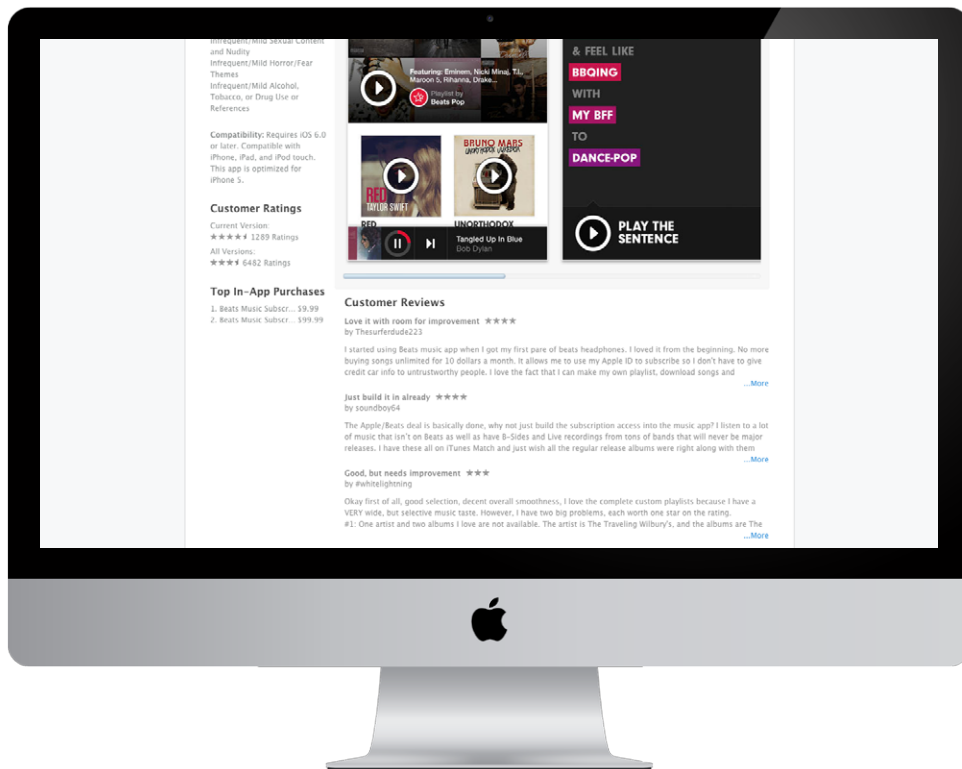 Infrequent/Mild Sexual Content
and Nudity
Infrequent/Mild Horror/Fear
Themes
Infrequent/Mild Alcohol,
Tobacco, or Drug Use or
References
Compatibility: Requires iOS 6.0
or later. Compatible with
iPhone, iPad, and iPod touch.
This app is optimized for
iPhone 5.
Customer Ratings
Current Version:
★★★★ 1289 Ratings
All Versions:
★★★ 6482 Ratings
Top In-App Purchases
1. Beats Music Subscr... $9.99
2. Beats Music Subscr... $99.99
Featuring: Eminem, Nicki Minaj, T.I.,
Maroon 5, Rihanna, Drake...
Playlist by
Beats Pop
RED
TAYLOR SWIFT
BRUNO MARS
UNORTHODOX JUKEBOX
RED
UNORTHODOX
Tangled Up In Blue
Bob Dylan
& FEEL LIKE
BBQING
WITH
MY BFF
TO
DANCE-POP
PLAY THE
SENTENCE
Customer Reviews
Love it with room for improvement ★★★★
by Thesurferdude223
I started using Beats music app when I got my first pare of beats headphones. I loved it from the beginning. No more
buying songs unlimited for 10 dollars a month. It allows me to use my Apple ID to subscribe so I don't have to give
credit car info to untrustworthy people. I love the fact that I can make my own playlist, download songs and
...More
Just build it in already ★★★★
by soundboy64
The Apple/Beats deal is basically done, why not just build the subscription access into the music app? I listen to a lot
of music that isn't on Beats as well as have B-Sides and Live recordings from tons of bands that will never be major
releases. I have these all on iTunes Match and just wish all the regular release albums were right along with them
...More
Good, but needs improvement ★★★
by #whitelightning
Okay first of all, good selection, decent overall smoothness, I love the complete custom playlists because I have a
VERY wide, but selective music taste. However, I have two big problems, each worth one star on the rating.
#1: One artist and two albums I love are not available. The artist is The Traveling Wilbury's, and the albums are The
...More